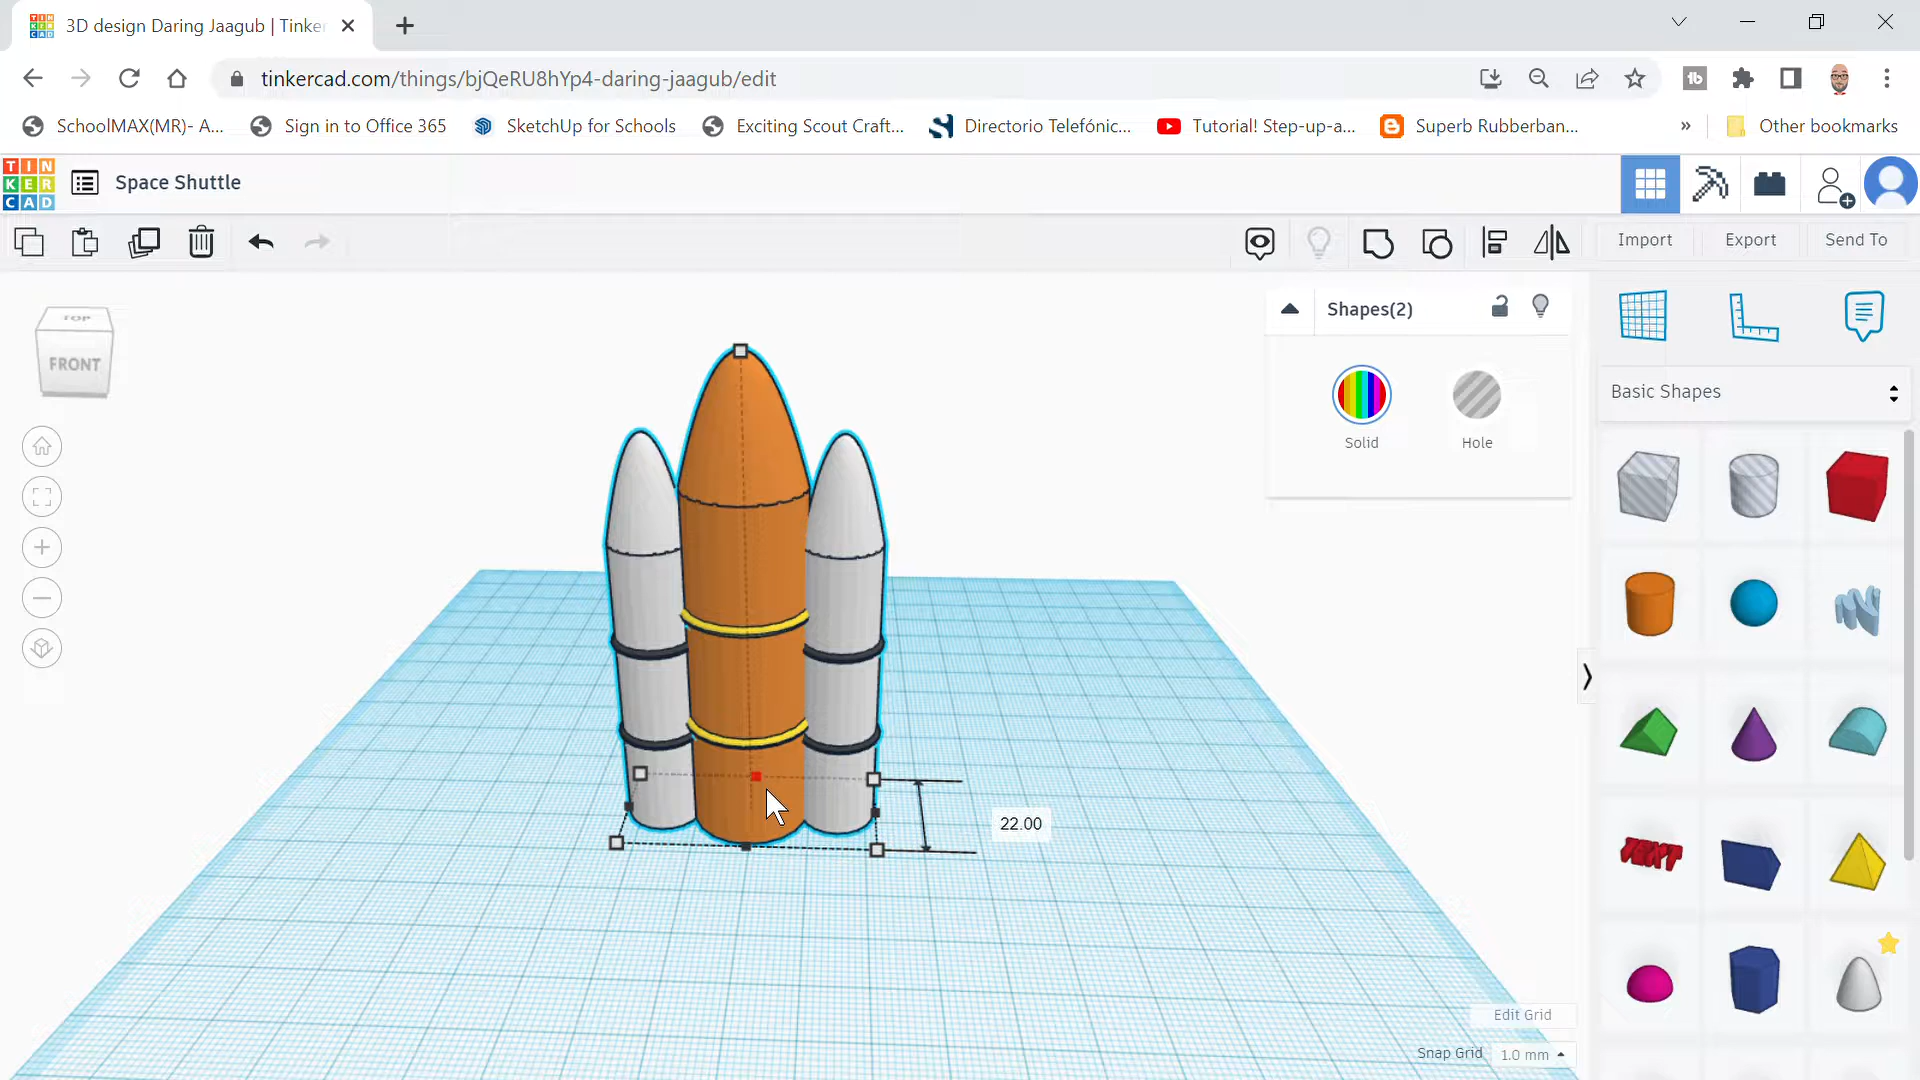 3D design Daring Jaagub | Tinker
tinkercad.com/things/bjQeRU8hYp4-daring-jaagub/edit
SchoolMAX(MR)- A...
Sign in to Office 365
SketchUp for Schools
Exciting Scout Craft...
Directorio Telefónic...
Tutorial! Step-up-a...
Superb Rubberban...
»
Other bookmarks
TIN
KER
CAD
Space Shuttle
Import
Export
Send To
TOP
FRONT
Shapes(2)
Solid
Hole
Basic Shapes
TEXT
22.00
Edit Grid
Snap Grid
1.0 mm